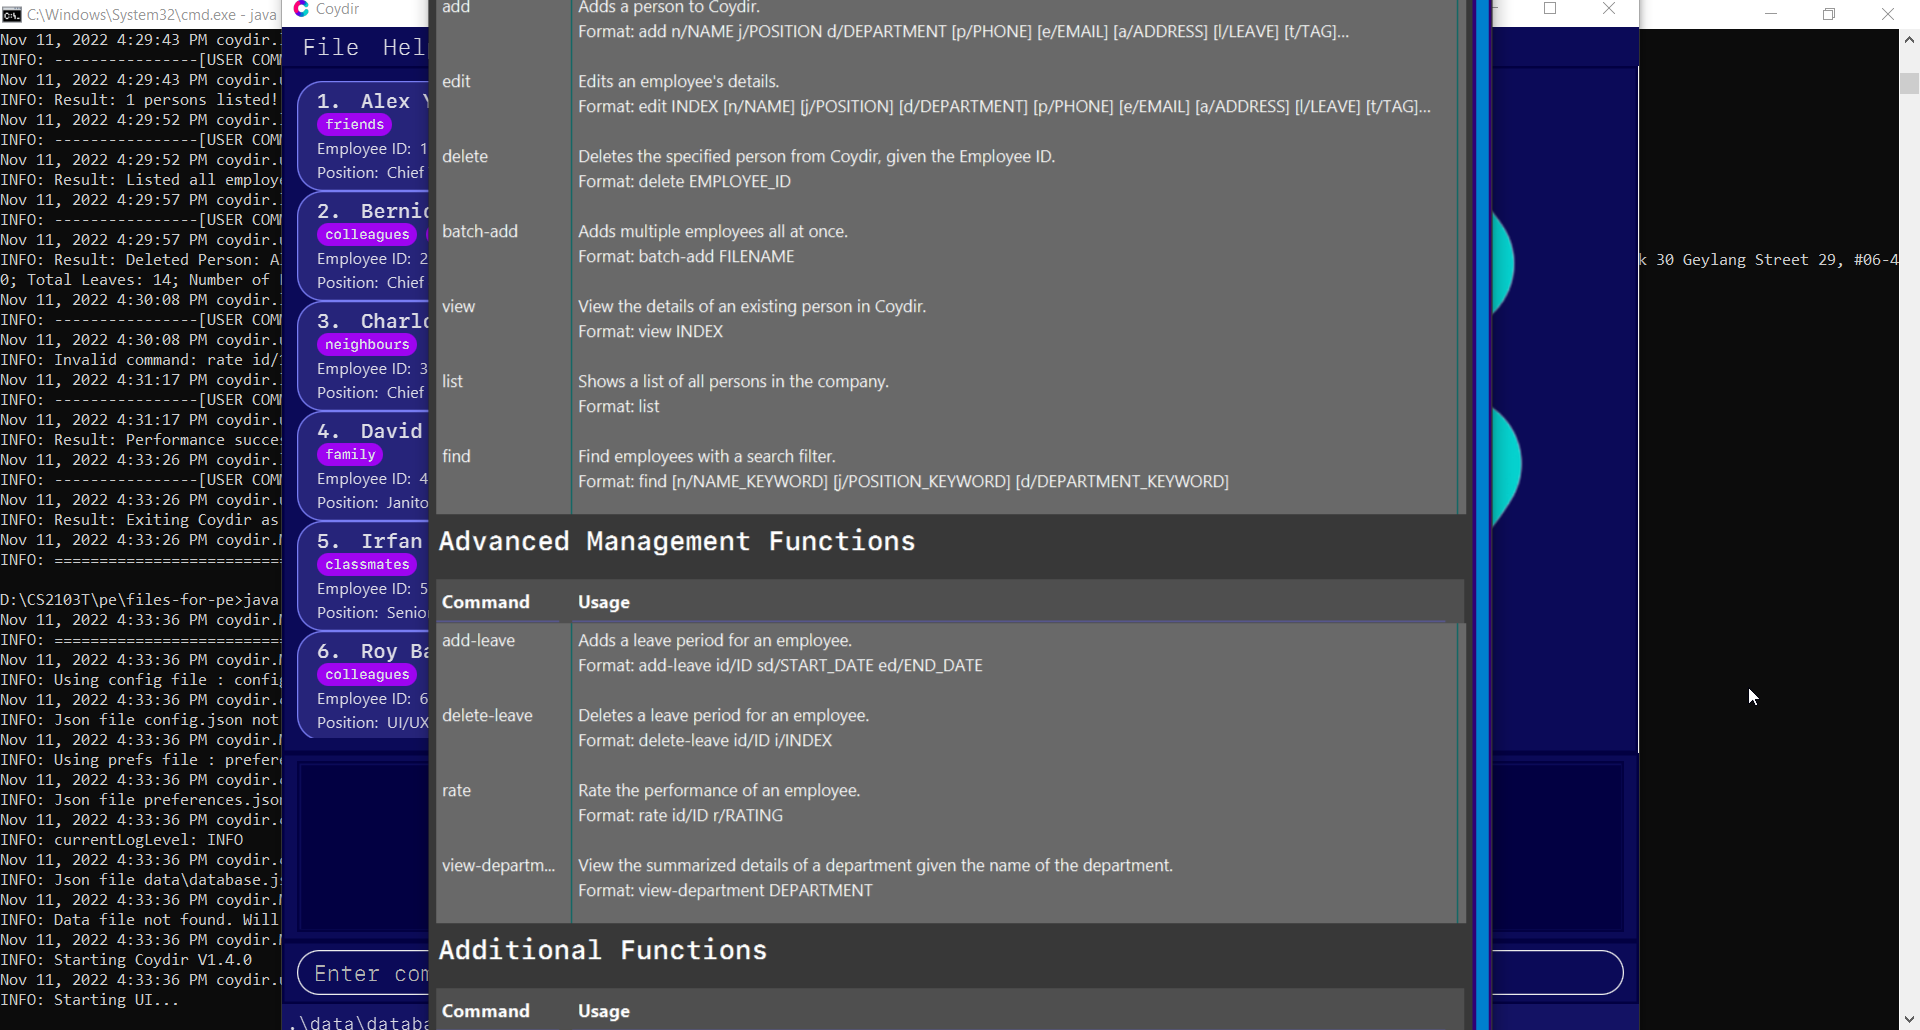 C:\Windows\System32\cmd.exe - java
Nov 11, 2022 4:29:43 PM coydir.
INFO: ----------------[USER COM
Nov 11, 2022 4:29:43 PM coydir.
INFO: Result: 1 persons listed!
Nov 11, 2022 4:29:52 PM coydir.
INFO: ----------------[USER COM
Nov 11, 2022 4:29:52 PM coydir.
INFO: Result: Listed all employ
Nov 11, 2022 4:29:57 PM coydir.
INFO: ----------------[USER COM
Nov 11, 2022 4:29:57 PM coydir.
INFO: Result: Deleted Person: A
0; Total Leaves: 14; Number of
Nov 11, 2022 4:30:08 PM coydir.
INFO: ----------------[USER COM
Nov 11, 2022 4:30:08 PM coydir.
INFO: Invalid command: rate id/
Nov 11, 2022 4:31:17 PM coydir.
INFO: ----------------[USER COM
Nov 11, 2022 4:31:17 PM coydir.
INFO: Result: Performance succe
Nov 11, 2022 4:33:26 PM coydir.
INFO: ----------------[USER COM
Nov 11, 2022 4:33:26 PM coydir.
INFO: Result: Exiting Coydir as
Nov 11, 2022 4:33:26 PM coydir.
INFO: =========================
D:\CS2103T\pe\files-for-pe>java
Nov 11, 2022 4:33:36 PM coydir.
INFO: =========================
Nov 11, 2022 4:33:36 PM coydir.
INFO: Using config file : confi
Nov 11, 2022 4:33:36 PM coydir.
INFO: Json file config.json not
Nov 11, 2022 4:33:36 PM coydir.
INFO: Using prefs file : prefer
Nov 11, 2022 4:33:36 PM coydir.
INFO: Json file preferences.jso
Nov 11, 2022 4:33:36 PM coydir.
INFO: currentLogLevel: INFO
Nov 11, 2022 4:33:36 PM coydir.
INFO: Json file data\database.j
Nov 11, 2022 4:33:36 PM coydir.
INFO: Data file not found. Will
Nov 11, 2022 4:33:36 PM coydir.
INFO: Starting Coydir V1.4.0
Nov 11, 2022 4:33:36 PM coydir.
INFO: Starting UI...
Coydir
File Hel
1. Alex Y
friends
Employee ID: 1
Position: Chief
2. Bernic
colleagues
Employee ID: 2
Position: Chief
3. Charlo
neighbours
Employee ID: 3
Position: Chief
4. David
family
Employee ID: 4
Position: Janito
5. Irfan
classmates
Employee ID: 5
Position: Senio
6. Roy Ba
colleagues
Employee ID: 6
Position: UI/UX
Enter com
.\data\databa
add
Adds a person to Coydir.
Format: add n/NAME j/POSITION d/DEPARTMENT [p/PHONE] [e/EMAIL] [a/ADDRESS] [l/LEAVE] [t/TAG]...
edit
Edits an employee's details.
Format: edit INDEX [n/NAME] [j/POSITION] [d/DEPARTMENT] [p/PHONE] [e/EMAIL] [a/ADDRESS] [l/LEAVE] [t/TAG]...
delete
Deletes the specified person from Coydir, given the Employee ID.
Format: delete EMPLOYEE_ID
batch-add
Adds multiple employees all at once.
Format: batch-add FILENAME
view
View the details of an existing person in Coydir.
Format: view INDEX
list
Shows a list of all persons in the company.
Format: list
find
Find employees with a search filter.
Format: find [n/NAME_KEYWORD] [j/POSITION_KEYWORD] [d/DEPARTMENT_KEYWORD]
Advanced Management Functions
Command Usage
add-leave
Adds a leave period for an employee.
Format: add-leave id/ID sd/START_DATE ed/END_DATE
delete-leave
Deletes a leave period for an employee.
Format: delete-leave id/ID i/INDEX
rate
Rate the performance of an employee.
Format: rate id/ID r/RATING
view-departm...
View the summarized details of a department given the name of the department.
Format: view-department DEPARTMENT
Additional Functions
Command Usage
k 30 Geylang Street 29, #06-4